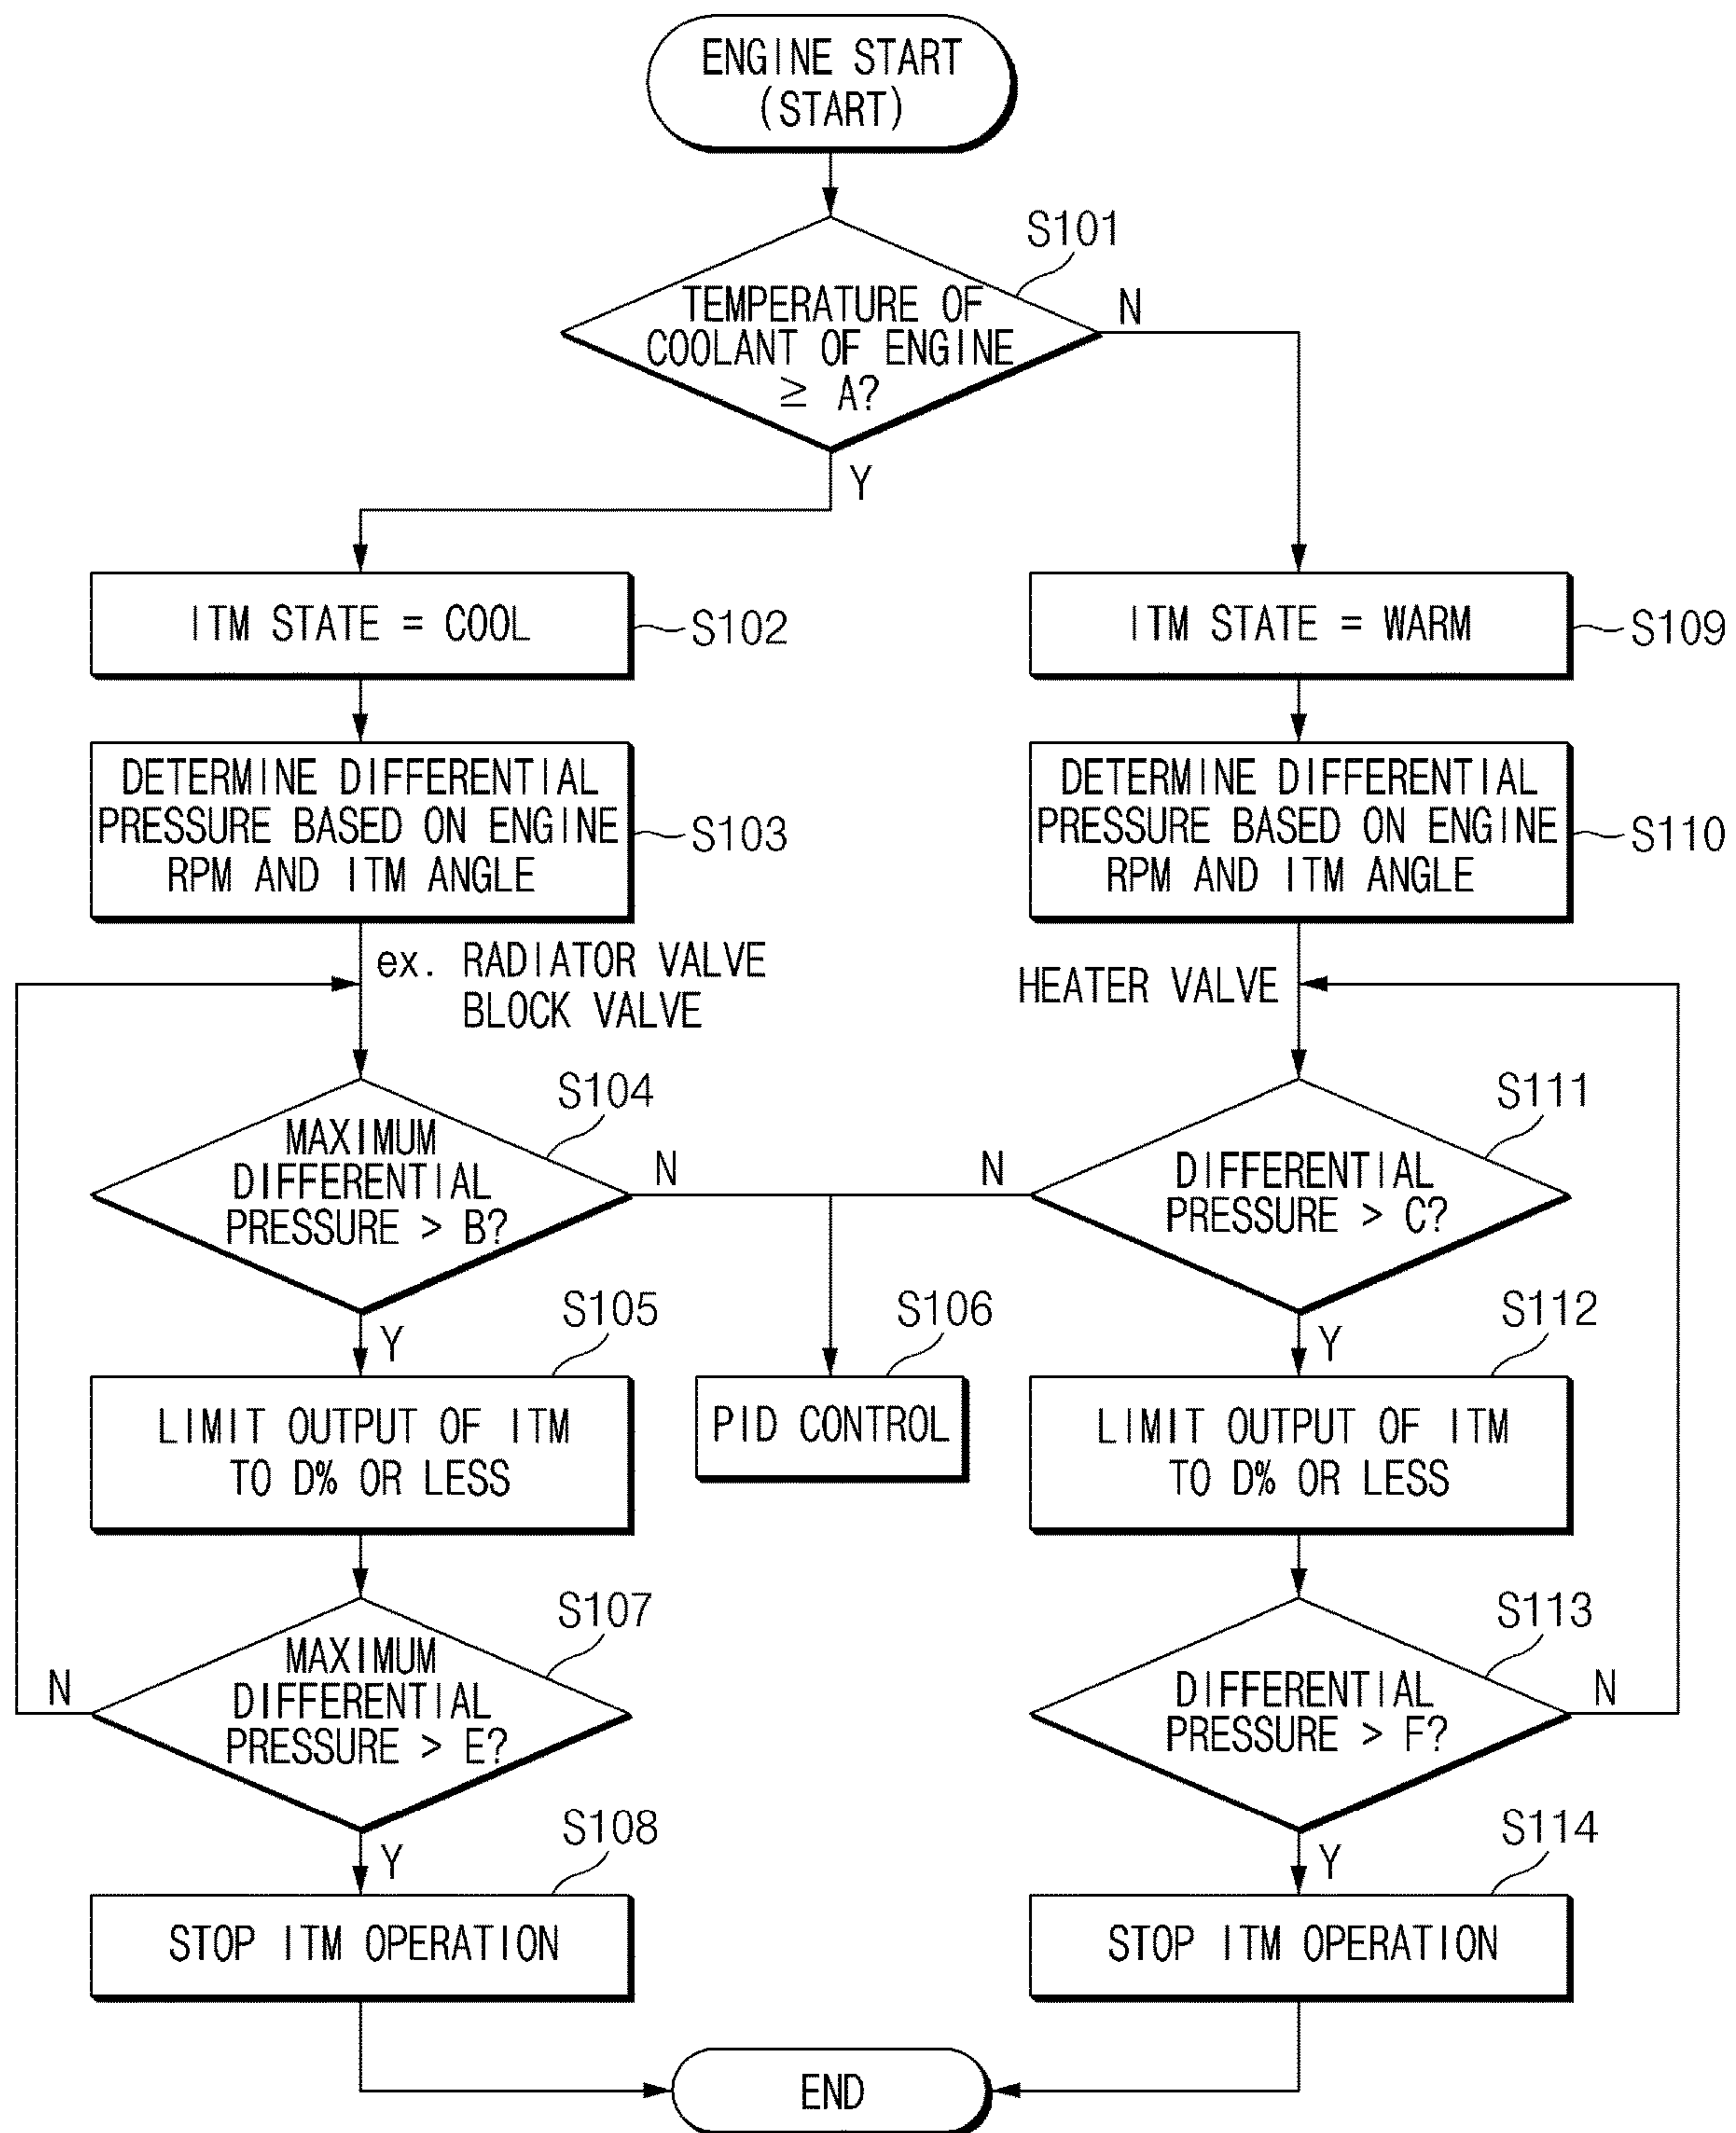 ENGINE START
(START)
S101
TEMPERATURE OF
COOLANT OF ENGINE
≥ A?
N
Y
ITM STATE = COOL
S102
ITM STATE = WARM
S109
DETERMINE DIFFERENTIAL
PRESSURE BASED ON ENGINE
RPM AND ITM ANGLE
S103
DETERMINE DIFFERENTIAL
PRESSURE BASED ON ENGINE
RPM AND ITM ANGLE
S110
ex. RADIATOR VALVE
BLOCK VALVE
HEATER VALVE
S104
MAXIMUM
DIFFERENTIAL
PRESSURE > B?
N
N
S111
DIFFERENTIAL
PRESSURE > C?
Y
S105
S106
Y
S112
LIMIT OUTPUT OF ITM
TO D% OR LESS
PID CONTROL
LIMIT OUTPUT OF ITM
TO D% OR LESS
S107
MAXIMUM
DIFFERENTIAL
PRESSURE > E?
N
S113
DIFFERENTIAL
PRESSURE > F?
N
Y
S108
Y
S114
STOP ITM OPERATION
STOP ITM OPERATION
END